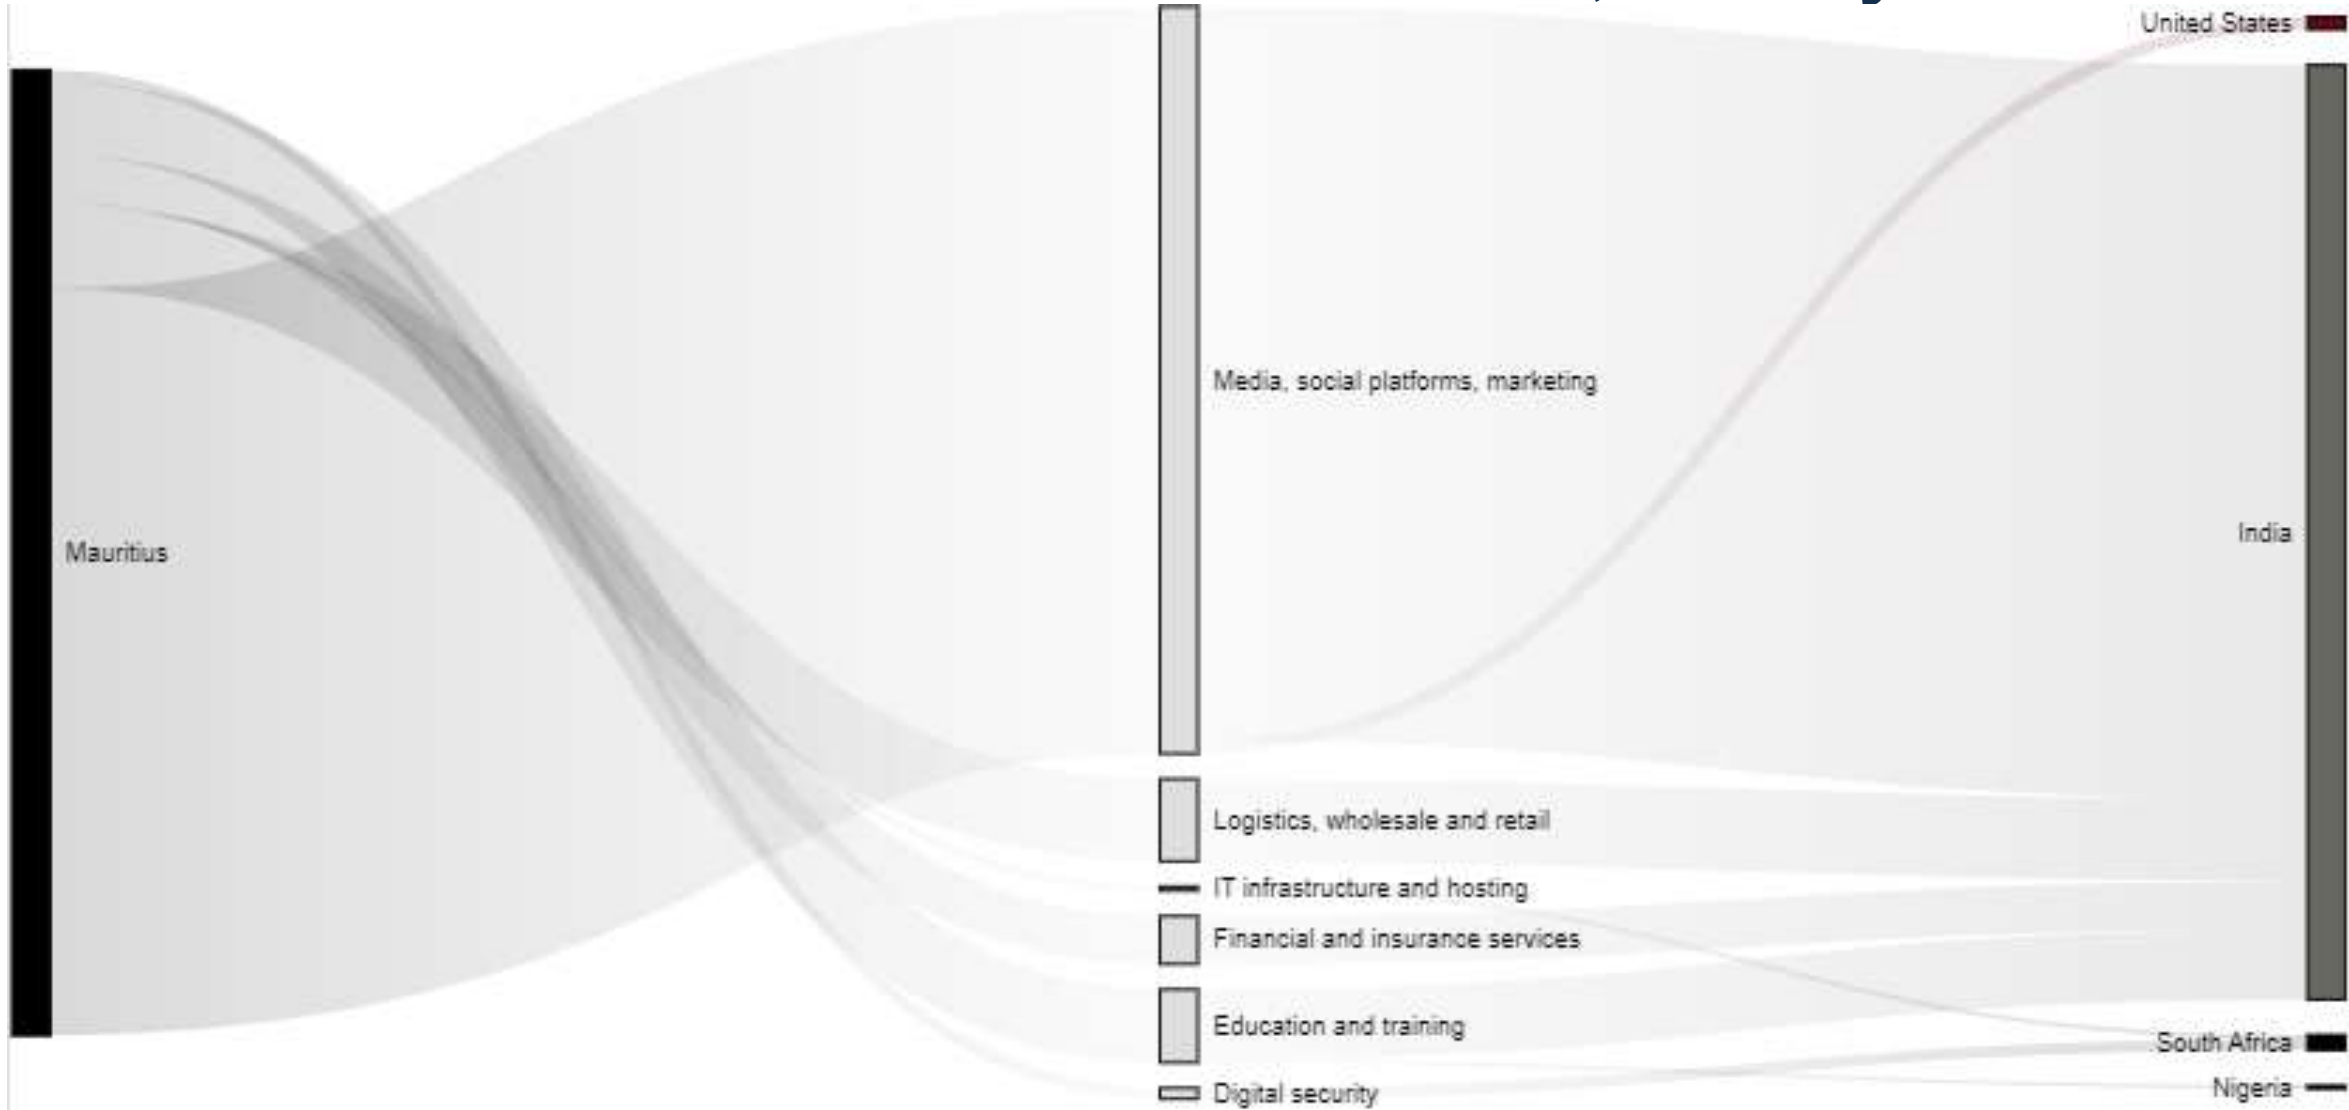 United States
Media, social platforms, marketing
India
Mauritius
Logistics, wholesale and retail
IT infrastructure and hosting
Financial and insurance services
Education and training
South Africa
Nigeria
Digital security